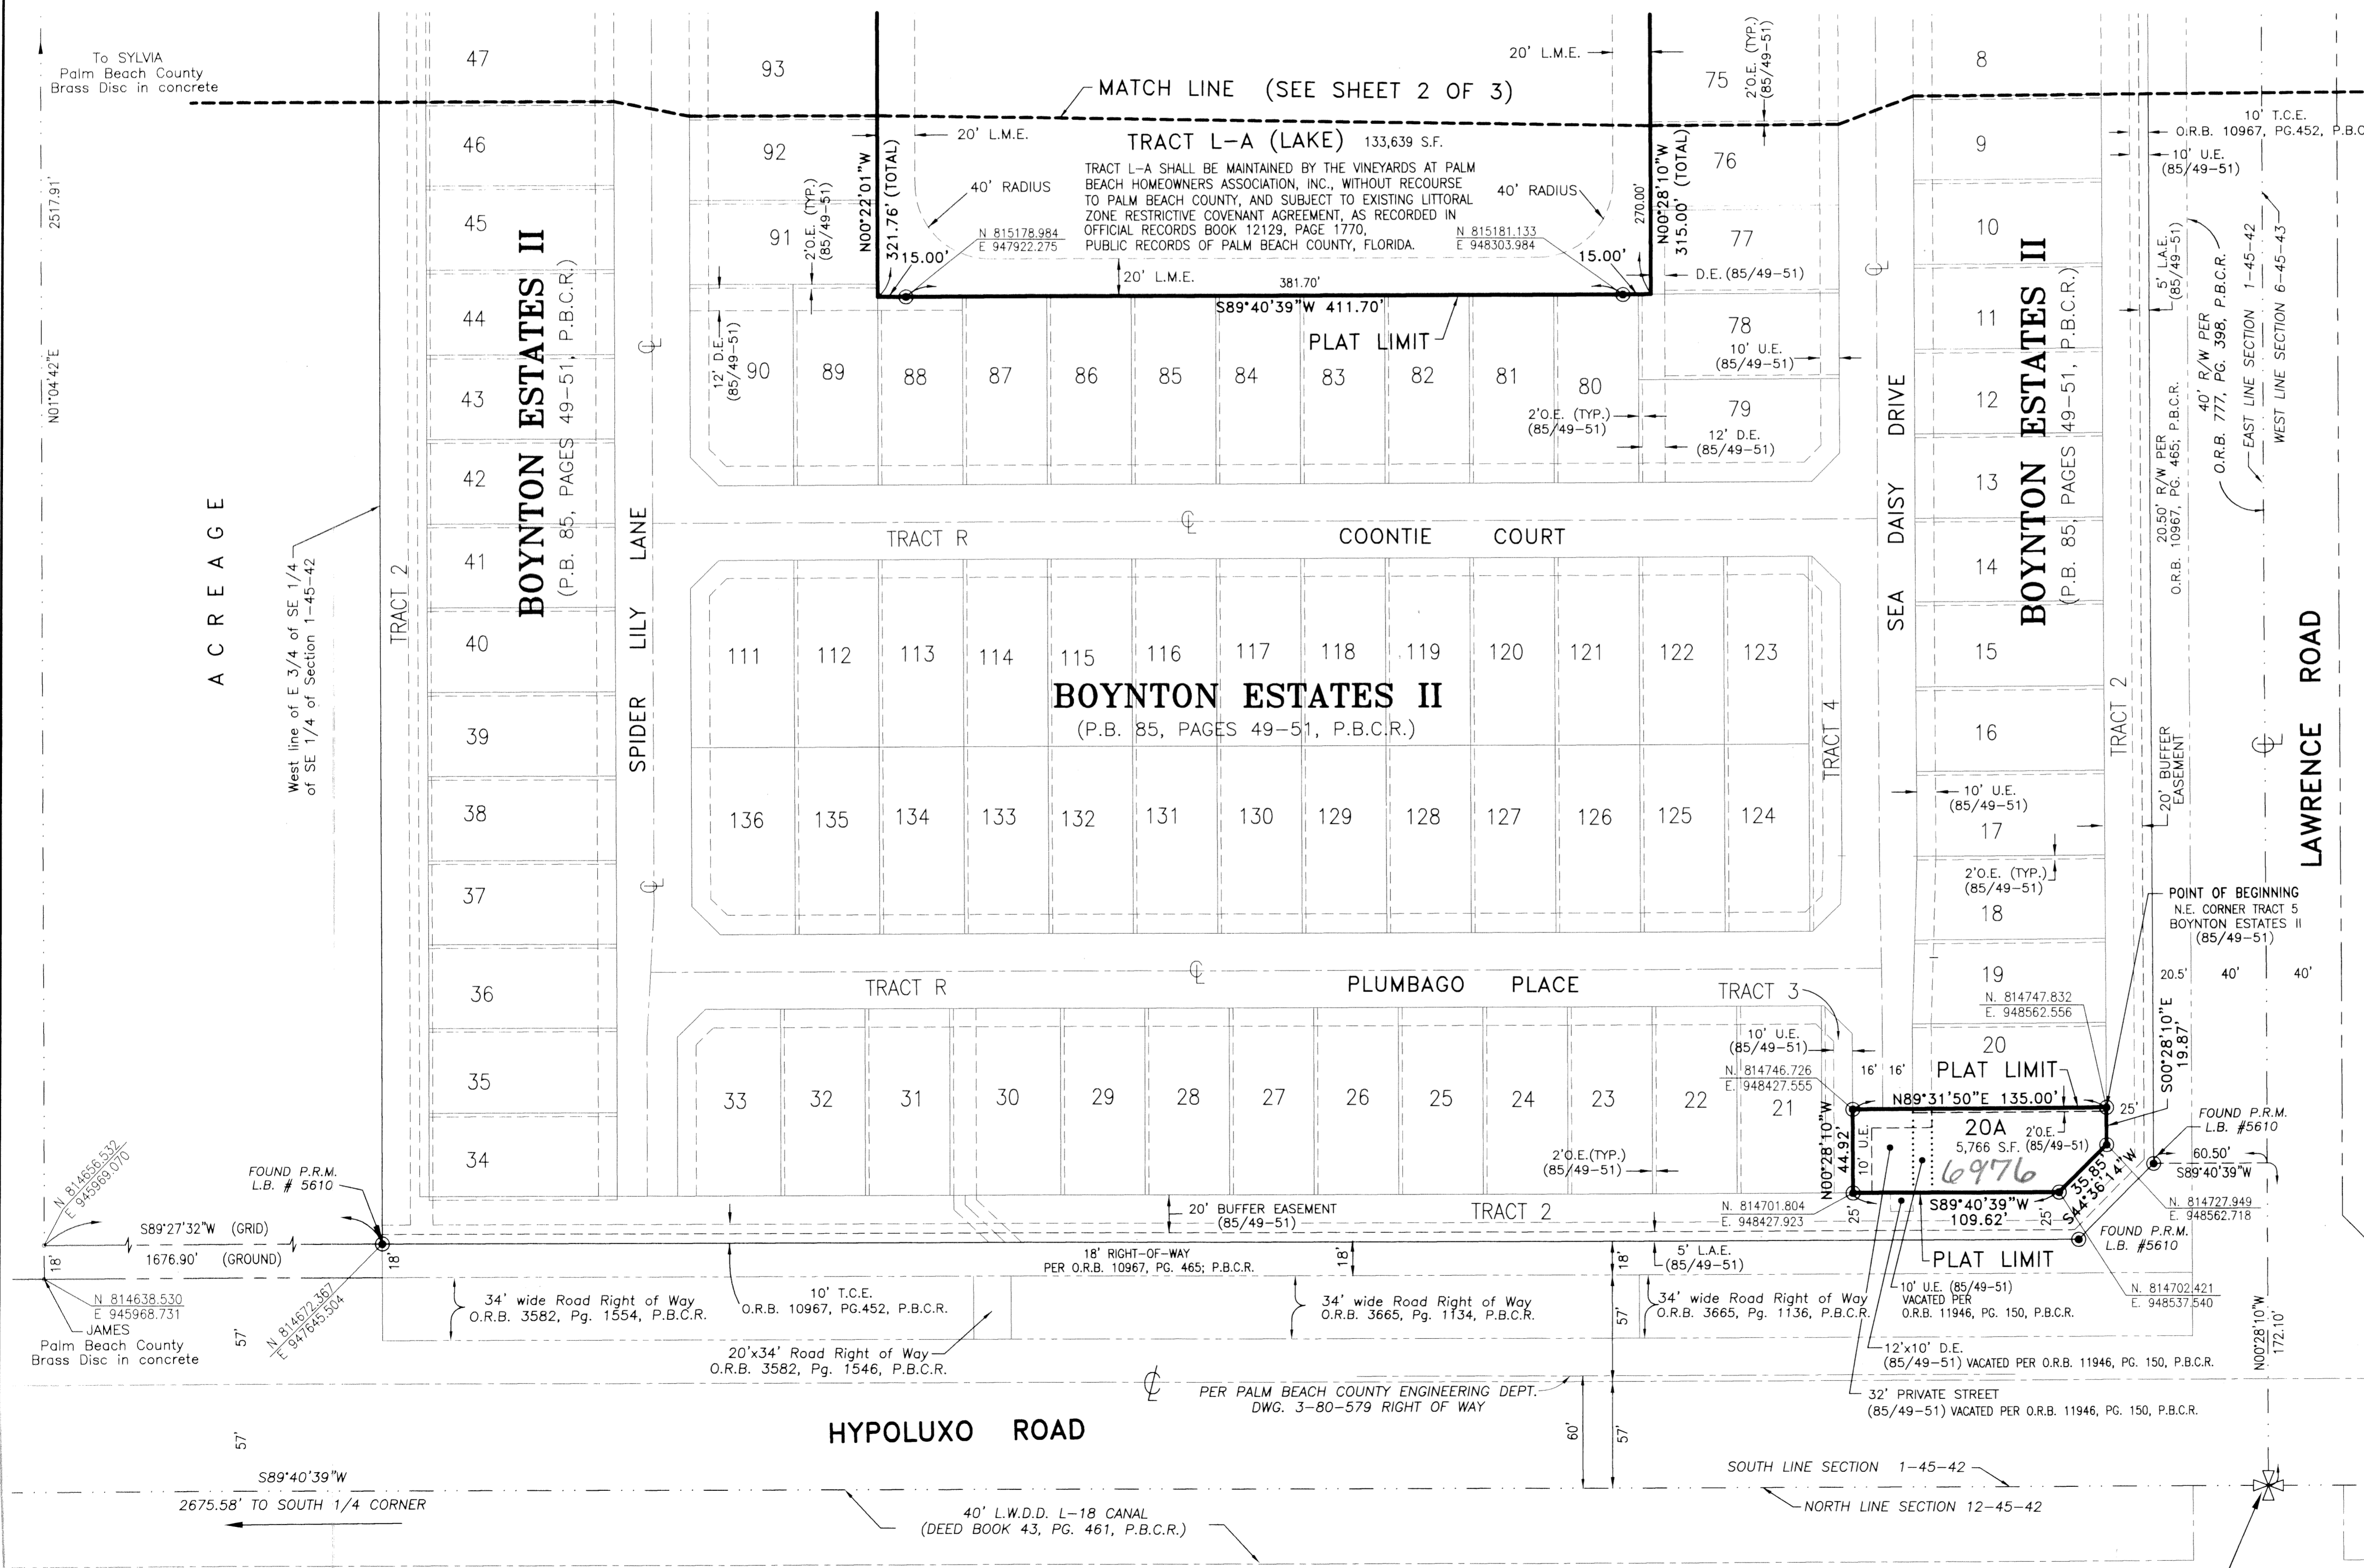 To SYLVIA
Palm Beach County
Brass Disc in concrete
2517.91'
N01°04'42"E
ACREAGE
West line of E 3/4 of SE 1/4
of SE 1/4 of Section 1-45-42
TRACT 2
47
46
45
44
43
42
41
40
39
38
37
36
35
34
BOYNTON ESTATES II
(P.B. 85, PAGES 49-51, P.B.C.R.)
SPIDER LILY LANE
93
92
91
2'O.E. (TYP.)
(85/49-51)
12' D.E.
(85/49-51)
N00°22'01"W
321.76' (TOTAL)
20' L.M.E.
MATCH LINE (SEE SHEET 2 OF 3)
20' L.M.E.
TRACT L-A (LAKE) 133,639 S.F.
TRACT L-A SHALL BE MAINTAINED BY THE VINEYARDS AT PALM
BEACH HOMEOWNERS ASSOCIATION, INC., WITHOUT RECOURSE
TO PALM BEACH COUNTY, AND SUBJECT TO EXISTING LITTORAL
ZONE RESTRICTIVE COVENANT AGREEMENT, AS RECORDED IN
OFFICIAL RECORDS BOOK 12129, PAGE 1770,
PUBLIC RECORDS OF PALM BEACH COUNTY, FLORIDA.
40' RADIUS
40' RADIUS
N 815178.984
E 947922.275
N 815181.133
E 948303.984
15.00'
15.00'
20' L.M.E.
381.70'
S89°40'39"W 411.70'
PLAT LIMIT
270.00'
N00°28'10"W
315.00' (TOTAL)
D.E. (85/49-51)
75
2'O.E. (TYP.)
(85/49-51)
76
77
78
10' U.E.
(85/49-51)
79
12' D.E.
(85/49-51)
2'O.E. (TYP.)
(85/49-51)
90 89 88 87 86 85 84 83 82 81 80
TRACT R
COONTIE COURT
SEA DAISY DRIVE
8
9
10
11
12
13
14
15
16
10' U.E.
(85/49-51)
17
2'O.E. (TYP.)
(85/49-51)
18
19
20
BOYNTON ESTATES II
(P.B. 85, PAGES 49-51, P.B.C.R.)
10' T.C.E.
O.R.B. 10967, PG.452, P.B.C
10' U.E.
(85/49-51)
5' L.A.E.
(85/49-51)
40' R/W PER
O.R.B. 777, PG. 398, P.B.C.R.
EAST LINE SECTION 1-45-42
WEST LINE SECTION 6-45-43
20.50' R/W PER
O.R.B. 10967, PG. 465; P.B.C.R.
TRACT 2
20' BUFFER
EASEMENT
LAWRENCE ROAD
111 112 113 114 115 116 117 118 119 120 121 122 123
BOYNTON ESTATES II
(P.B. 85, PAGES 49-51, P.B.C.R.)
TRACT 4
136 135 134 133 132 131 130 129 128 127 126 125 124
TRACT R
PLUMBAGO PLACE
TRACT 3
33 32 31 30 29 28 27 26 25 24 23 22 21
10' U.E.
(85/49-51)
2'O.E.(TYP.)
(85/49-51)
POINT OF BEGINNING
N.E. CORNER TRACT 5
BOYNTON ESTATES II
(85/49-51)
20.5' 40' 40'
N. 814747.832
E. 948562.556
N. 814746.726
E. 948427.555
16' 16'
PLAT LIMIT
N89°31'50"E 135.00'
25'
S00°28'10"E
19.87'
FOUND P.R.M.
L.B. #5610
N00°28'10"W
44.92'
10' U.E.
20A
5,766 S.F.
2'O.E.
(85/49-51)
6976
35.85'
S44°36'14"W
60.50'
S89°40'39"W
N. 814727.949
E. 948562.718
N. 814701.804
E. 948427.923
25'
S89°40'39"W
109.62'
25'
FOUND P.R.M.
L.B. #5610
PLAT LIMIT
N. 814702.421
E. 948537.540
20' BUFFER EASEMENT
(85/49-51)
TRACT 2
5' L.A.E.
(85/49-51)
10' U.E. (85/49-51)
VACATED PER
O.R.B. 11946, PG. 150, P.B.C.R.
12'x10' D.E.
(85/49-51) VACATED PER O.R.B. 11946, PG. 150, P.B.C.R.
32' PRIVATE STREET
(85/49-51) VACATED PER O.R.B. 11946, PG. 150, P.B.C.R.
N00°28'10"W
172.10'
FOUND P.R.M.
L.B. # 5610
N 814656.532
E 945969.070
S89°27'32"W (GRID)
1676.90' (GROUND)
18'
18'
N 814638.530
E 945968.731
JAMES
Palm Beach County
Brass Disc in concrete
N 814672.367
E 947645.504
57'
57'
18' RIGHT-OF-WAY
PER O.R.B. 10967, PG. 465; P.B.C.R.
18'
18'
10' T.C.E.
O.R.B. 10967, PG.452, P.B.C.R.
34' wide Road Right of Way
O.R.B. 3582, Pg. 1554, P.B.C.R.
20'x34' Road Right of Way
O.R.B. 3582, Pg. 1546, P.B.C.R.
34' wide Road Right of Way
O.R.B. 3665, Pg. 1134, P.B.C.R.
34' wide Road Right of Way
O.R.B. 3665, Pg. 1136, P.B.C.R.
57'
PER PALM BEACH COUNTY ENGINEERING DEPT.
DWG. 3-80-579 RIGHT OF WAY
HYPOLUXO ROAD
60'
57'
S89°40'39"W
2675.58' TO SOUTH 1/4 CORNER
40' L.W.D.D. L-18 CANAL
(DEED BOOK 43, PG. 461, P.B.C.R.)
SOUTH LINE SECTION 1-45-42
NORTH LINE SECTION 12-45-42